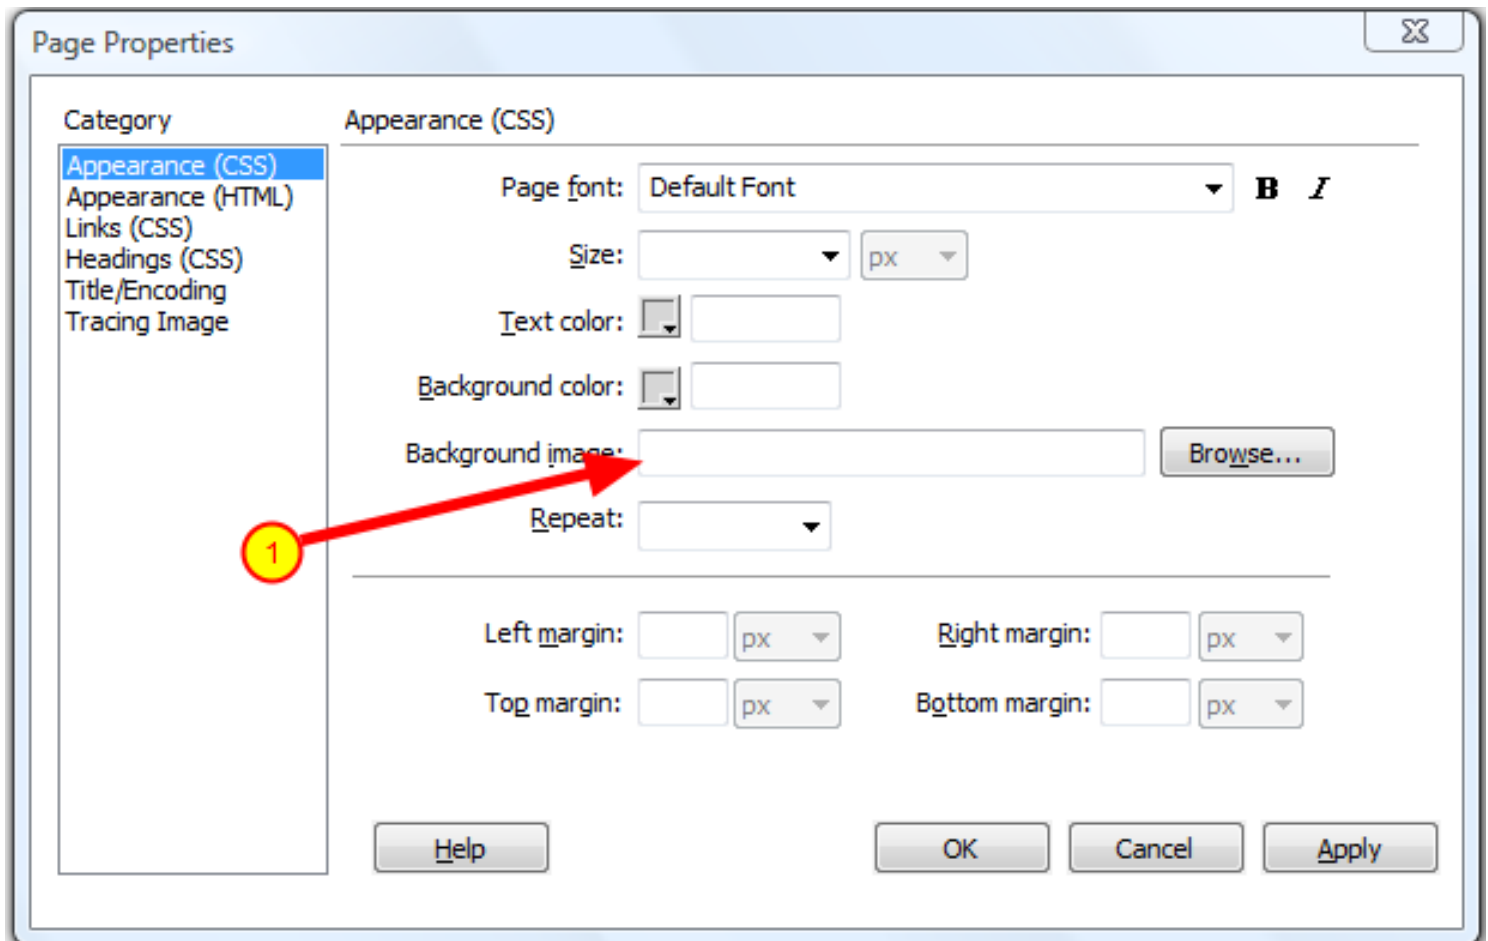 Page Properties
Category
Appearance (CSS)
Appearance (HTML)
Links (CSS)
Headings (CSS)
Title/Encoding
Tracing Image
Appearance (CSS)
Page font: Default Font B I
Size: px
Text color:
Background color:
Background image: Browse...
1
Repeat:
Left margin: px Right margin: px
Top margin: px Bottom margin: px
Help OK Cancel Apply